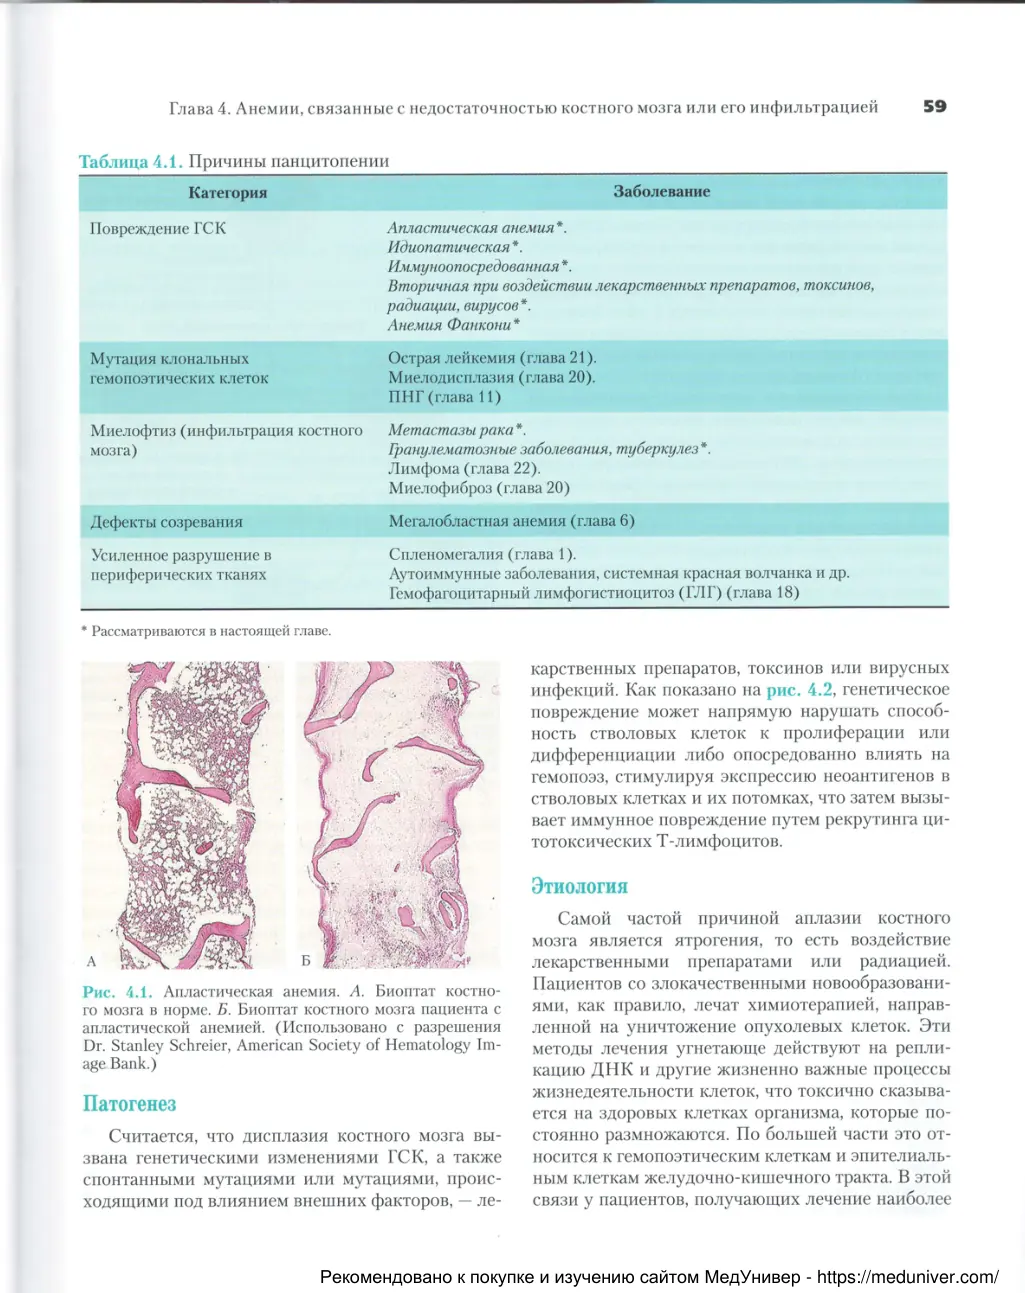 Глава 4. Анемии, связанные с недостаточностью костного мозга или его инфильтрацией 59
Таблица 4.1. Причины панцитопении
Категория Заболевание
Повреждение ГСК Апластическая анемия*.
Идиопатическая*.
Иммуноопосредованная*.
Вторичная при воздействии лекарственных препаратов, токсинов,
радиации, вирусов*.
Анемия Фанкони*
Мутация клональных Острая лейкемия (глава 21).
гемопоэтических клеток Миелодисплазия (глава 20).
ПНГ (глава 11)
Миелофтиз (инфильтрация костного Метастазы рака*.
мозга) Гранулематозные заболевания, туберкулез*.
Лимфома (глава 22).
Миелофиброз (глава 20)
Дефекты созревания Мегалобластная анемия (глава 6)
Усиленное разрушение в Спленомегалия (глава 1).
периферических тканях Аутоиммунные заболевания, системная красная волчанка и др.
Гемофагоцитарный лимфогистиоцитоз (ГЛГ) (глава 18)
* Рассматриваются в настоящей главе.
А Б
Рис. 4.1. Апластическая анемия. А. Биоптат костно-
го мозга в норме. Б. Биоптат костного мозга пациента с
апластической анемией. (Использовано с разрешения
Dr. Stanley Schreier, American Society of Hematology Im-
age Bank.)
Патогенез
Считается, что дисплазия костного мозга вы-
звана генетическими изменениями ГСК, а также
спонтанными мутациями или мутациями, проис-
ходящими под влиянием внешних факторов, — ле-
карственных препаратов, токсинов или вирусных
инфекций. Как показано на рис. 4.2, генетическое
повреждение может напрямую нарушать способ-
ность стволовых клеток к пролиферации или
дифференциации либо опосредованно влиять на
гемопоэз, стимулируя экспрессию неоантигенов в
стволовых клетках и их потомках, что затем вызы-
вает иммунное повреждение путем рекрутинга ци-
тотоксических Т-лимфоцитов.
Этиология
Самой частой причиной аплазии костного
мозга является ятрогения, то есть воздействие
лекарственными препаратами или радиацией.
Пациентов со злокачественными новообразовани-
ями, как правило, лечат химиотерапией, направ-
ленной на уничтожение опухолевых клеток. Эти
методы лечения угнетающе действуют на репли-
кацию ДНК и другие жизненно важные процессы
жизнедеятельности клеток, что токсично сказыва-
ется на здоровых клетках организма, которые по-
стоянно размножаются. По большей части это от-
носится к гемопоэтическим клеткам и эпителиаль-
ным клеткам желудочно-кишечного тракта. В этой
связи у пациентов, получающих лечение наиболее
Рекомендовано к покупке и изучению сайтом МедУнивер - https://meduniver.com/